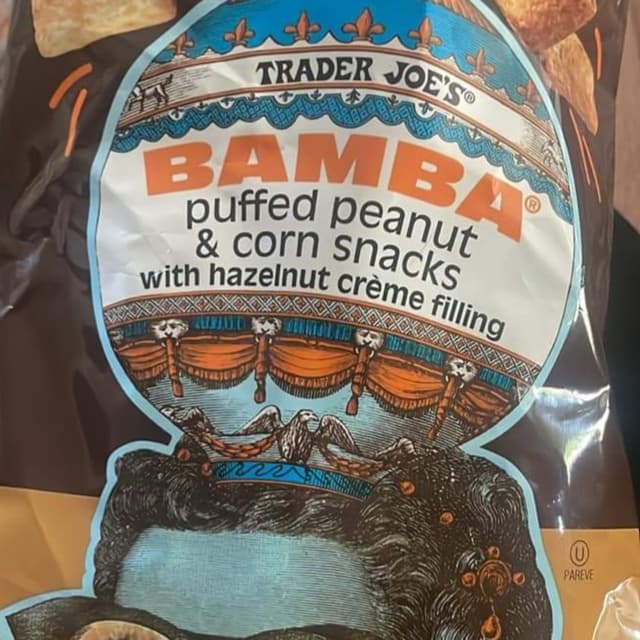 TRADER JOE'S®
BAMBA®
puffed peanut
& corn snacks
with hazelnut crème filling
U
PAREVE